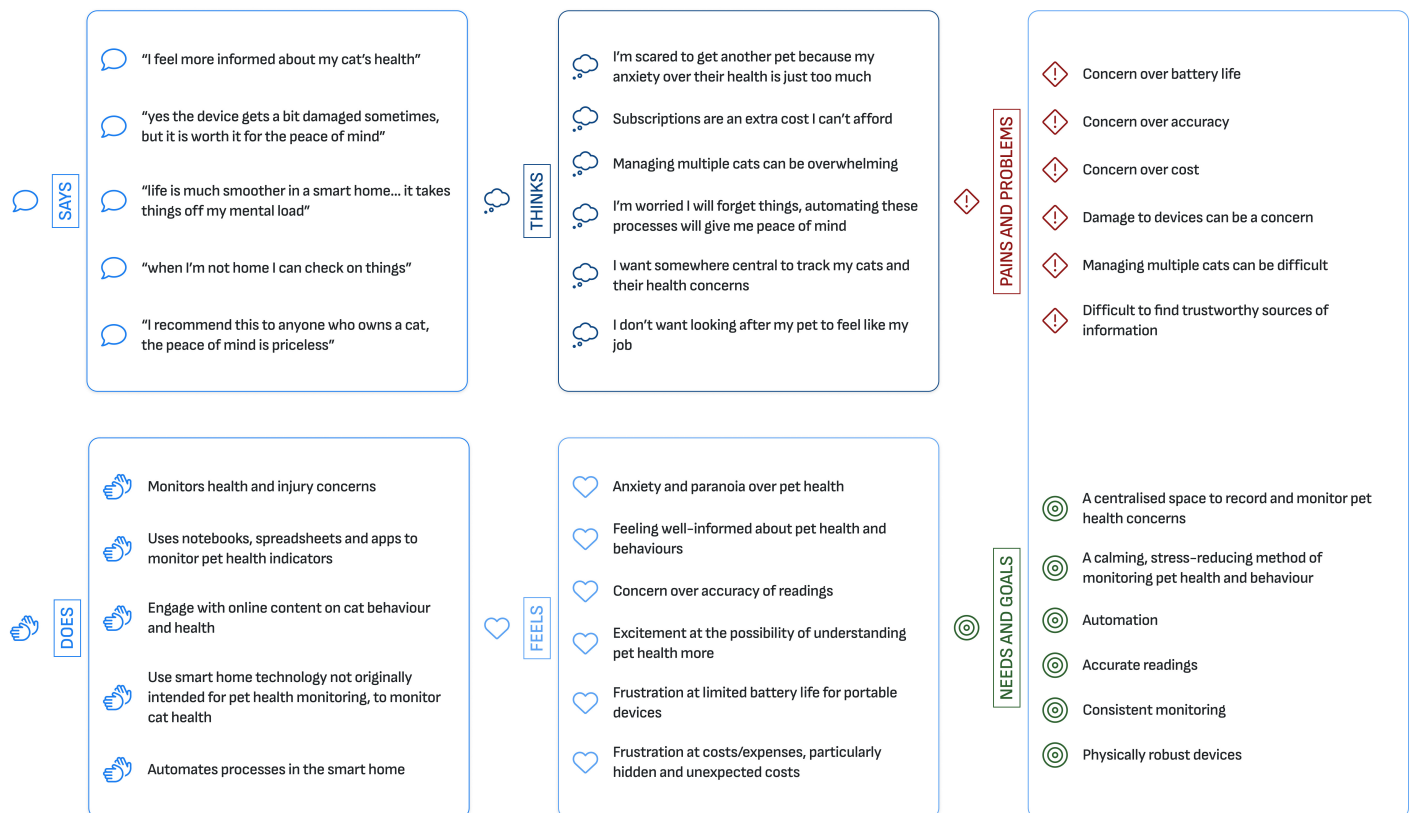 SAYS
“I feel more informed about my cat’s health”
“yes the device gets a bit damaged sometimes,
but it is worth it for the peace of mind”
“life is much smoother in a smart home... it takes
things off my mental load”
“when I’m not home I can check on things”
“I recommend this to anyone who owns a cat,
the peace of mind is priceless”
THINKS
I’m scared to get another pet because my
anxiety over their health is just too much
Subscriptions are an extra cost I can’t afford
Managing multiple cats can be overwhelming
I’m worried I will forget things, automating these
processes will give me peace of mind
I want somewhere central to track my cats and
their health concerns
I don’t want looking after my pet to feel like my
job
PAINS AND PROBLEMS
Concern over battery life
Concern over accuracy
Concern over cost
Damage to devices can be a concern
Managing multiple cats can be difficult
Difficult to find trustworthy sources of
information
DOES
Monitors health and injury concerns
Uses notebooks, spreadsheets and apps to
monitor pet health indicators
Engage with online content on cat behaviour
and health
Use smart home technology not originally
intended for pet health monitoring, to monitor
cat health
Automates processes in the smart home
FEELS
Anxiety and paranoia over pet health
Feeling well-informed about pet health and
behaviours
Concern over accuracy of readings
Excitement at the possibility of understanding
pet health more
Frustration at limited battery life for portable
devices
Frustration at costs/expenses, particularly
hidden and unexpected costs
NEEDS AND GOALS
A centralised space to record and monitor pet
health concerns
A calming, stress-reducing method of
monitoring pet health and behaviour
Automation
Accurate readings
Consistent monitoring
Physically robust devices